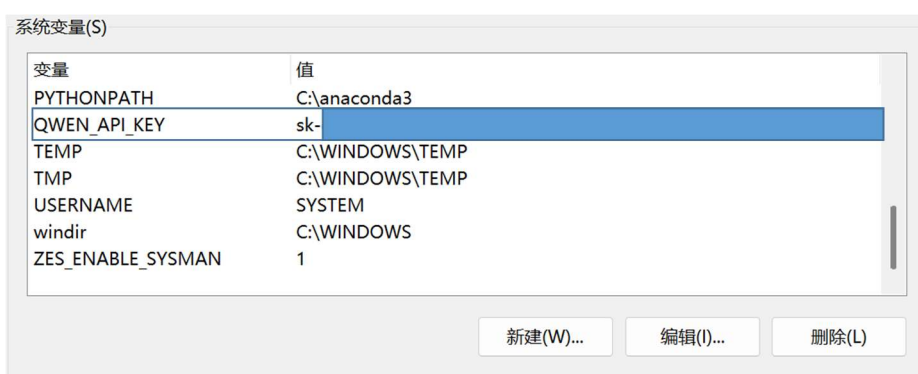 系统变量(S)
变量 值
PYTHONPATH C:\anaconda3
QWEN_API_KEY sk-
TEMP C:\WINDOWS\TEMP
TMP C:\WINDOWS\TEMP
USERNAME SYSTEM
windir C:\WINDOWS
ZES_ENABLE_SYSMAN 1
新建(W)... 编辑(I)... 删除(L)